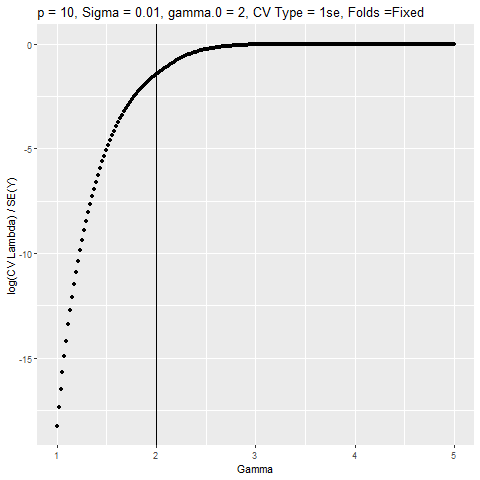 p = 10, Sigma = 0.01, gamma.0 = 2, CV Type = 1se, Folds =Fixed
log(CV Lambda) / SE(Y)
0
-5
-10
-15
1 2 3 4 5
Gamma